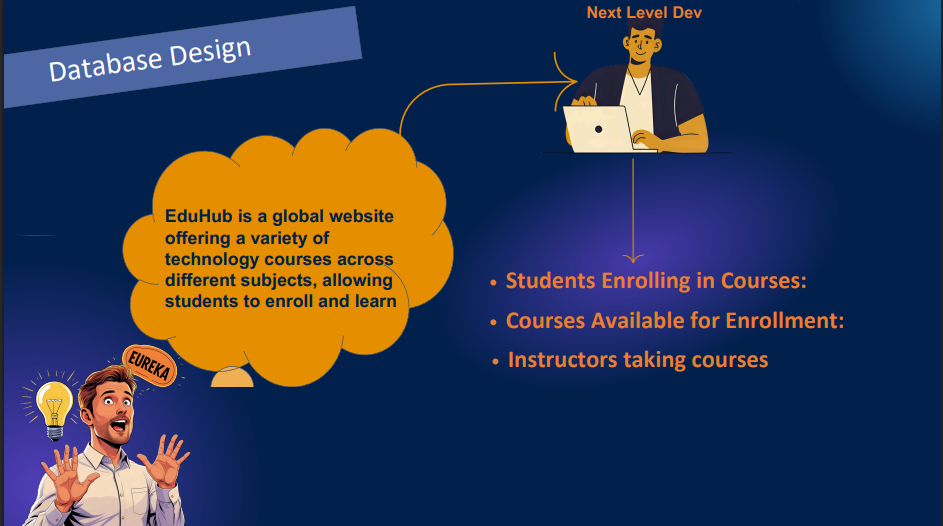 Database Design
Next Level Dev
EduHub is a global website
offering a variety of
technology courses across
different subjects, allowing
students to enroll and learn
• Students Enrolling in Courses:
• Courses Available for Enrollment:
• Instructors taking courses
EUREKA